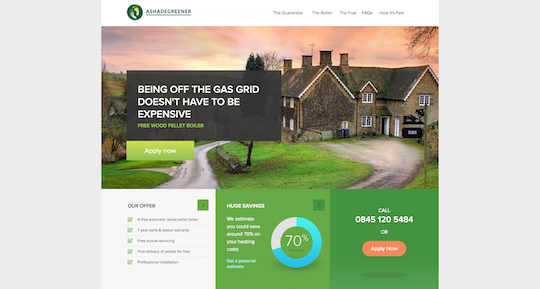 ASHADEGREENER
The Guarantee The Boiler The Fuel FAQs How it's free
BEING OFF THE GAS GRID
DOESN'T HAVE TO BE
EXPENSIVE
FREE WOOD PELLET BOILER
Apply now
OUR OFFER
A free automatic wood pellet boiler
7 year parts & labour warranty
Free annual servicing
First delivery of pellets for free
Professional installation
HUGE SAVINGS
We estimate
you could save
around 70% on
your heating
costs
Get a personal
estimate
70%
CALL
0845 120 5484
OR
Apply Now